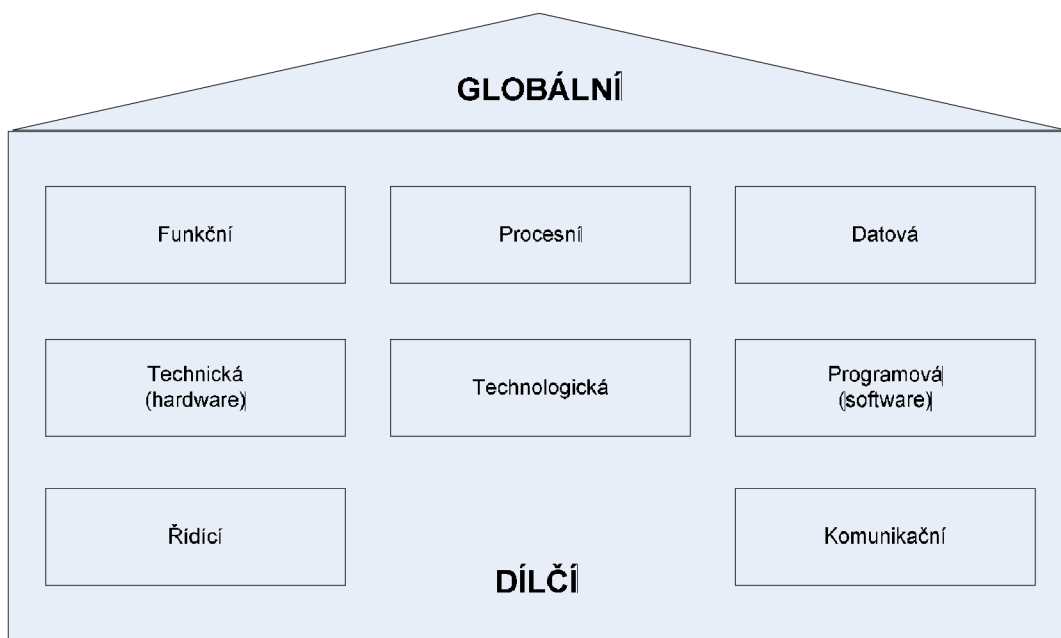 GLOBÁLNÍ
Funkční
Procesní
Datová
Technická
(hardware)
Technologická
Programová
(software)
Řídící
Komunikační
DÍLČÍ